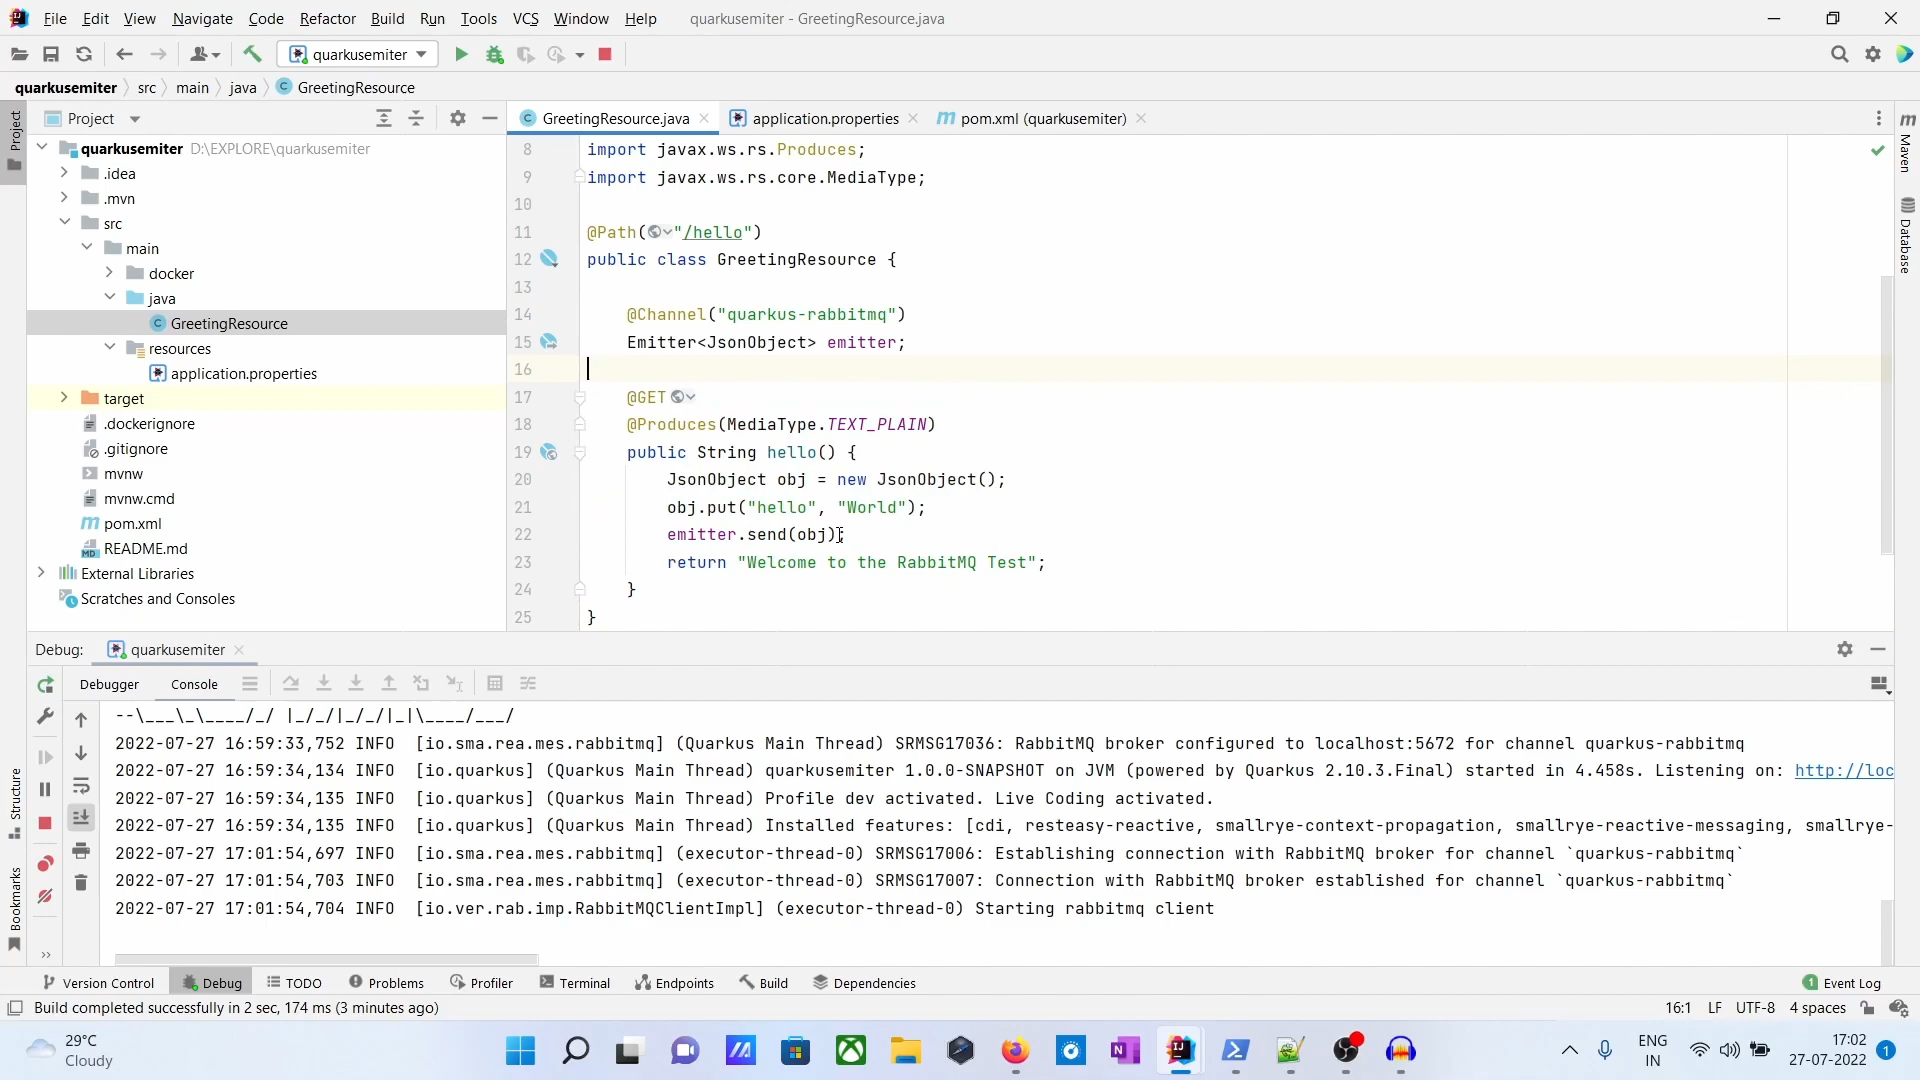 File Edit View Navigate Code Refactor Build Run Tools VCS Window Help quarkusemiter - GreetingResource.java
quarkusemiter
quarkusemiter src main java GreetingResource
Project
GreetingResource.java application.properties pom.xml (quarkusemiter)
quarkusemiter D:\EXPLORE\quarkusemiter
.idea
.mvn
src
main
docker
java
GreetingResource
resources
application.properties
target
.dockerignore
.gitignore
mvnw
mvnw.cmd
pom.xml
README.md
External Libraries
Scratches and Consoles
8 import javax.ws.rs.Produces;
9 import javax.ws.rs.core.MediaType;
10
11 @Path("/hello")
12 public class GreetingResource {
13
14 @Channel("quarkus-rabbitmq")
15 Emitter<JsonObject> emitter;
16
17 @GET
18 @Produces(MediaType.TEXT_PLAIN)
19 public String hello() {
20 JsonObject obj = new JsonObject();
21 obj.put("hello", "World");
22 emitter.send(obj);
23 return "Welcome to the RabbitMQ Test";
24 }
25 }
Project
Structure
Bookmarks
Maven
Database
Debug: quarkusemiter
Debugger Console
--\___\_\____/_/ |_/_/|_/_/|_|\____/___/
2022-07-27 16:59:33,752 INFO [io.sma.rea.mes.rabbitmq] (Quarkus Main Thread) SRMSG17036: RabbitMQ broker configured to localhost:5672 for channel quarkus-rabbitmq
2022-07-27 16:59:34,134 INFO [io.quarkus] (Quarkus Main Thread) quarkusemiter 1.0.0-SNAPSHOT on JVM (powered by Quarkus 2.10.3.Final) started in 4.458s. Listening on: http://loc
2022-07-27 16:59:34,135 INFO [io.quarkus] (Quarkus Main Thread) Profile dev activated. Live Coding activated.
2022-07-27 16:59:34,135 INFO [io.quarkus] (Quarkus Main Thread) Installed features: [cdi, resteasy-reactive, smallrye-context-propagation, smallrye-reactive-messaging, smallrye-
2022-07-27 17:01:54,697 INFO [io.sma.rea.mes.rabbitmq] (executor-thread-0) SRMSG17006: Establishing connection with RabbitMQ broker for channel `quarkus-rabbitmq`
2022-07-27 17:01:54,703 INFO [io.sma.rea.mes.rabbitmq] (executor-thread-0) SRMSG17007: Connection with RabbitMQ broker established for channel `quarkus-rabbitmq`
2022-07-27 17:01:54,704 INFO [io.ver.rab.imp.RabbitMQClientImpl] (executor-thread-0) Starting rabbitmq client
Version Control Debug TODO Problems Profiler Terminal Endpoints Build Dependencies 1 Event Log
Build completed successfully in 2 sec, 174 ms (3 minutes ago) 16:1 LF UTF-8 4 spaces
29°C
Cloudy
ENG
IN
17:02
27-07-2022
1